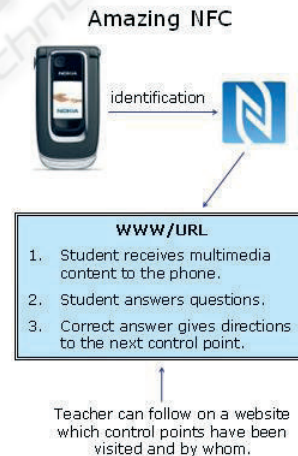 Amazing NFC
NOKIA
identification
WWW/URL
1. Student receives multimedia
content to the phone.
2. Student answers questions.
3. Correct answer gives directions
to the next control point.
Teacher can follow on a website
which control points have been
visited and by whom.